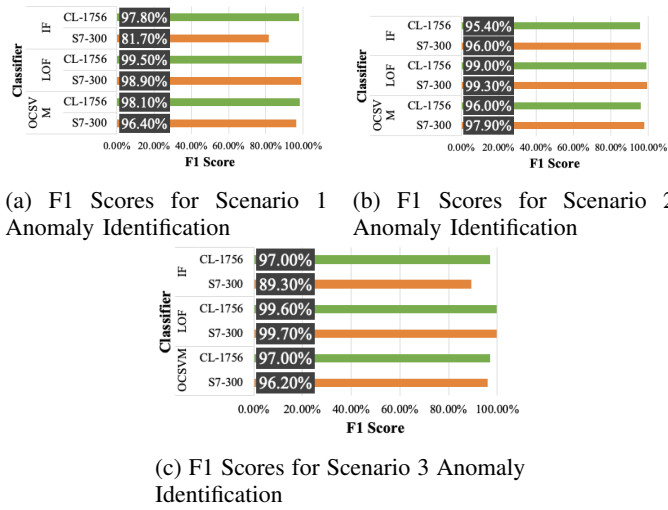 Classifier
IF
CL-1756
97.80%
S7-300
81.70%
LOF
CL-1756
99.50%
S7-300
98.90%
OCSV
M
CL-1756
98.10%
S7-300
96.40%
0.00% 20.00% 40.00% 60.00% 80.00% 100.00%
F1 Score
(a) F1 Scores for Scenario 1
Anomaly Identification
Classifier
IF
CL-1756
95.40%
S7-300
96.00%
LOF
CL-1756
99.00%
S7-300
99.30%
OCSV
M
CL-1756
96.00%
S7-300
97.90%
0.00% 20.00% 40.00% 60.00% 80.00% 100.00%
F1 Score
(b) F1 Scores for Scenario 2
Anomaly Identification
Classifier
IF
CL-1756
97.00%
S7-300
89.30%
LOF
CL-1756
99.60%
S7-300
99.70%
OCSVM
CL-1756
97.00%
S7-300
96.20%
0.00% 20.00% 40.00% 60.00% 80.00% 100.00%
F1 Score
(c) F1 Scores for Scenario 3 Anomaly
Identification